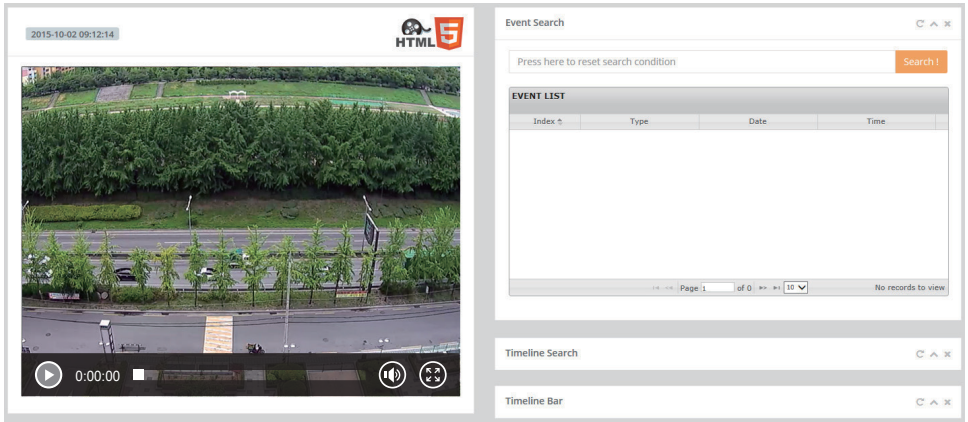 2015-10-02 09:12:14
HTML 5
0:00:00
Event Search
Press here to reset search condition
Search !
EVENT LIST
Index Type Date Time
Page 1 of 0 10 No records to view
Timeline Search
Timeline Bar